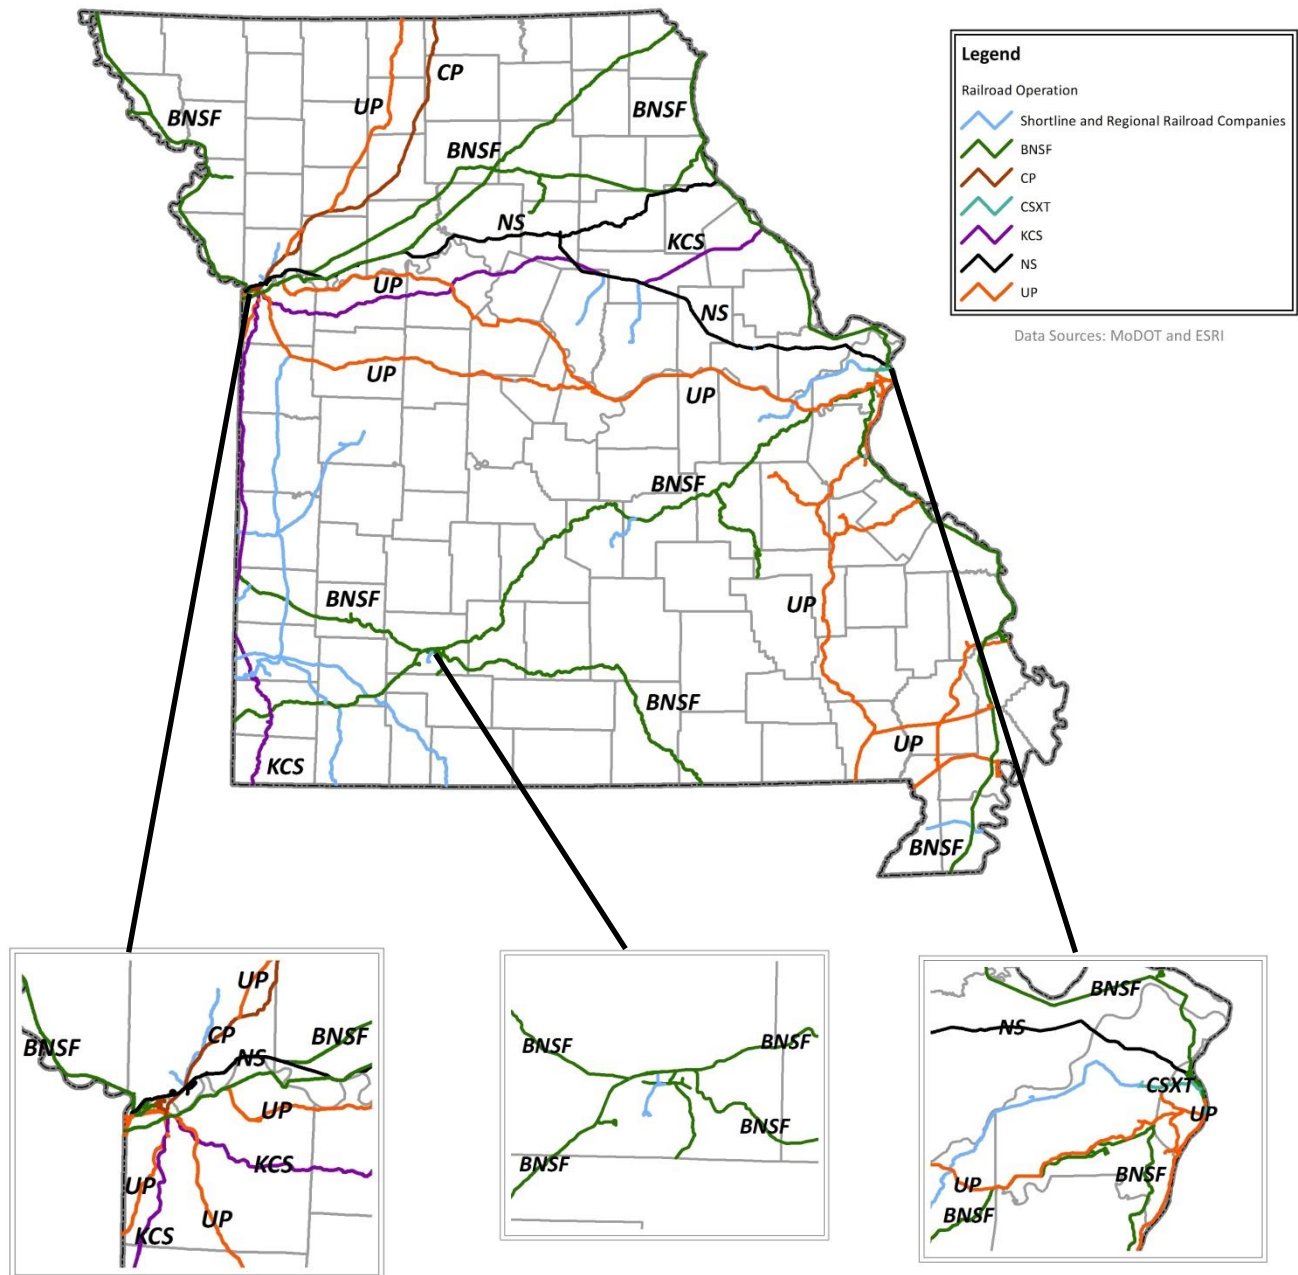 Legend
Railroad Operation
Shortline and Regional Railroad Companies
BNSF
CP
CSXT
KCS
NS
UP
Data Sources: MoDOT and ESRI
CP
UP
BNSF
BNSF
BNSF
NS
KCS
UP
NS
UP
UP
BNSF
BNSF
UP
BNSF
UP
KCS
BNSF
UP
CP
BNSF
BNSF
NS
UP
KCS
UP
UP
KCS
BNSF
BNSF
BNSF
BNSF
BNSF
NS
CSXT
UP
BNSF
UP
BNSF